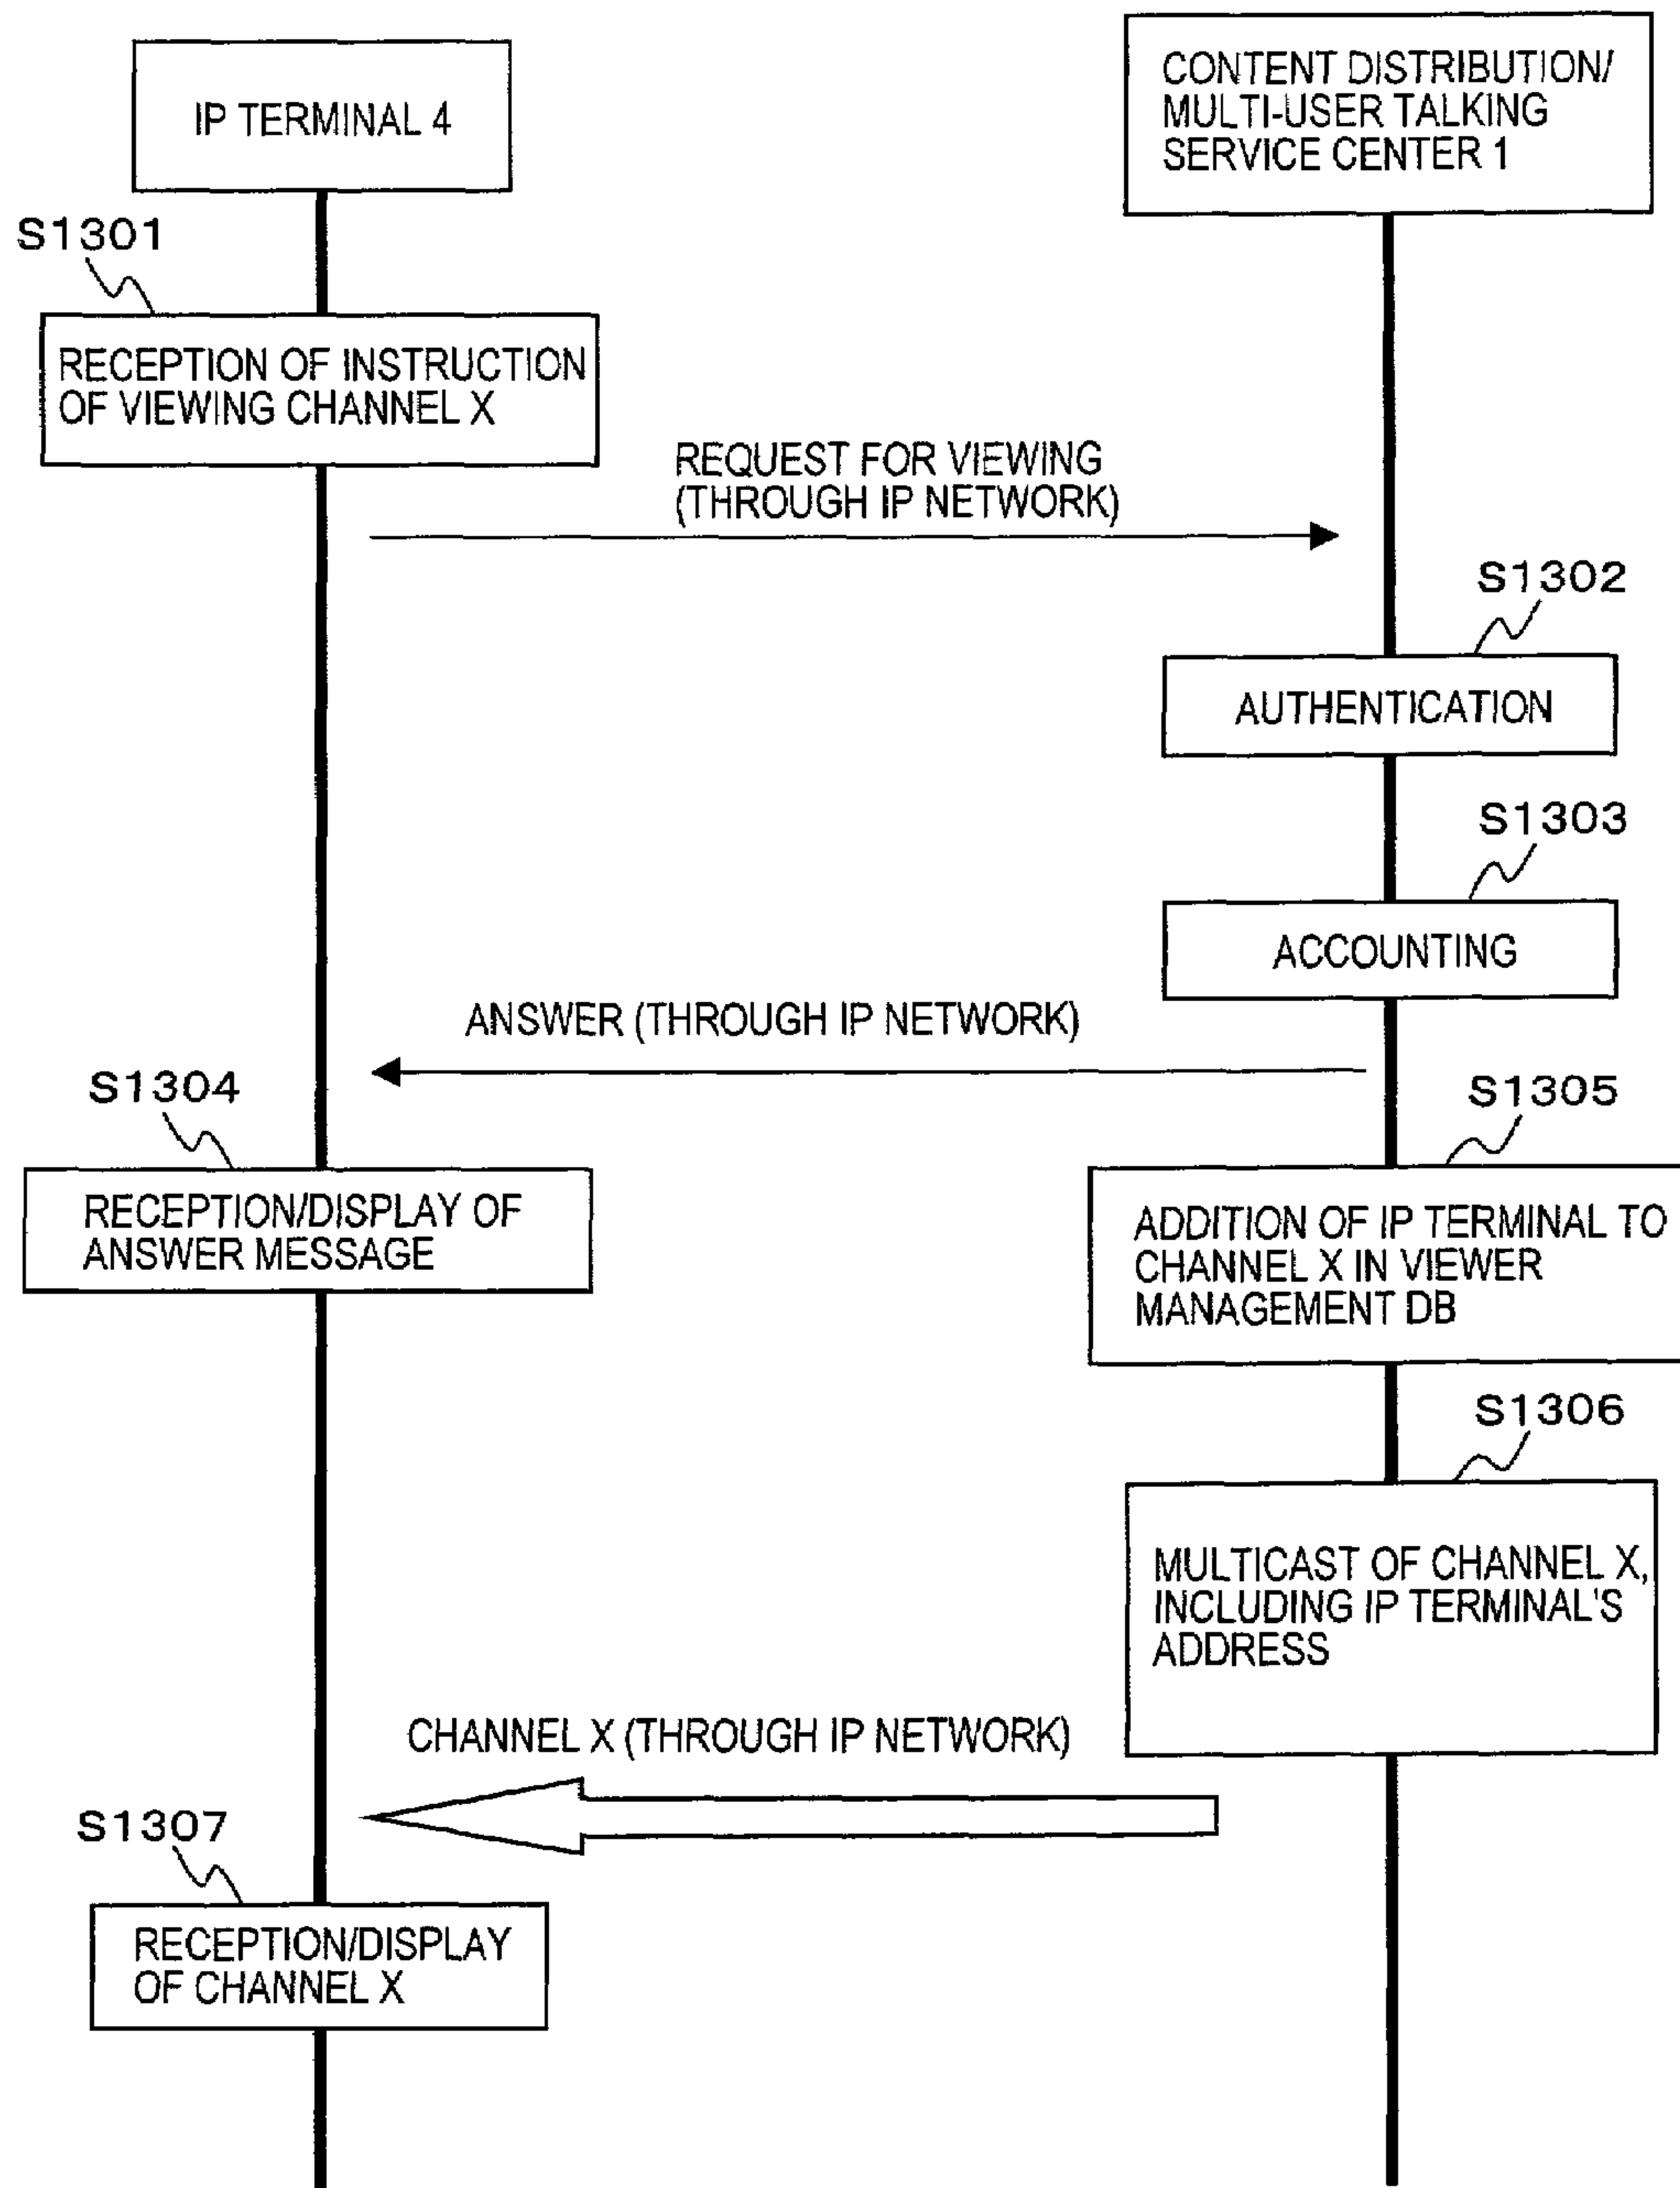 IP TERMINAL 4
CONTENT DISTRIBUTION/
MULTI-USER TALKING
SERVICE CENTER 1
S1301
RECEPTION OF INSTRUCTION
OF VIEWING CHANNEL X
REQUEST FOR VIEWING
(THROUGH IP NETWORK)
S1302
AUTHENTICATION
S1303
ACCOUNTING
ANSWER (THROUGH IP NETWORK)
S1304
RECEPTION/DISPLAY OF
ANSWER MESSAGE
S1305
ADDITION OF IP TERMINAL TO
CHANNEL X IN VIEWER
MANAGEMENT DB
S1306
MULTICAST OF CHANNEL X,
INCLUDING IP TERMINAL'S
ADDRESS
CHANNEL X (THROUGH IP NETWORK)
S1307
RECEPTION/DISPLAY
OF CHANNEL X